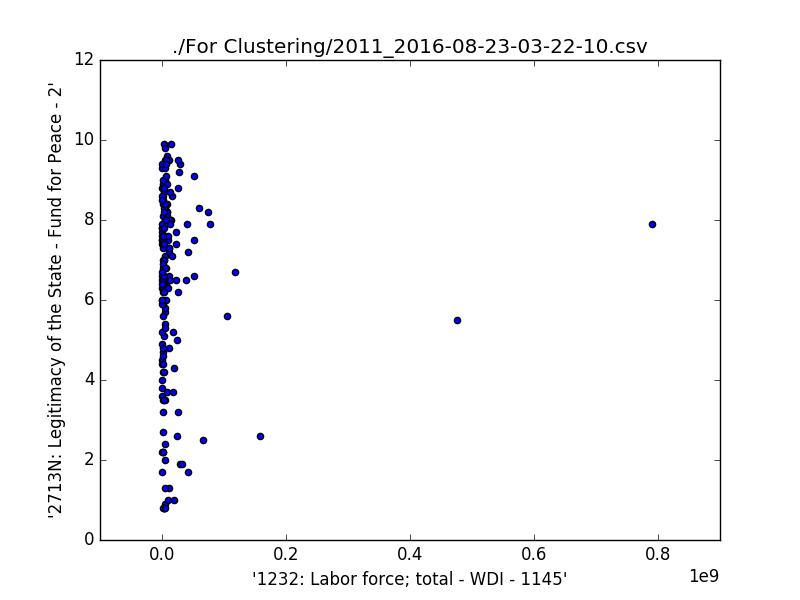 ./For Clustering/2011_2016-08-23-03-22-10.csv
'2713N: Legitimacy of the State - Fund for Peace - 2'
12
10
8
6
4
2
0
0.0 0.2 0.4 0.6 0.8
1e9
'1232: Labor force; total - WDI - 1145'